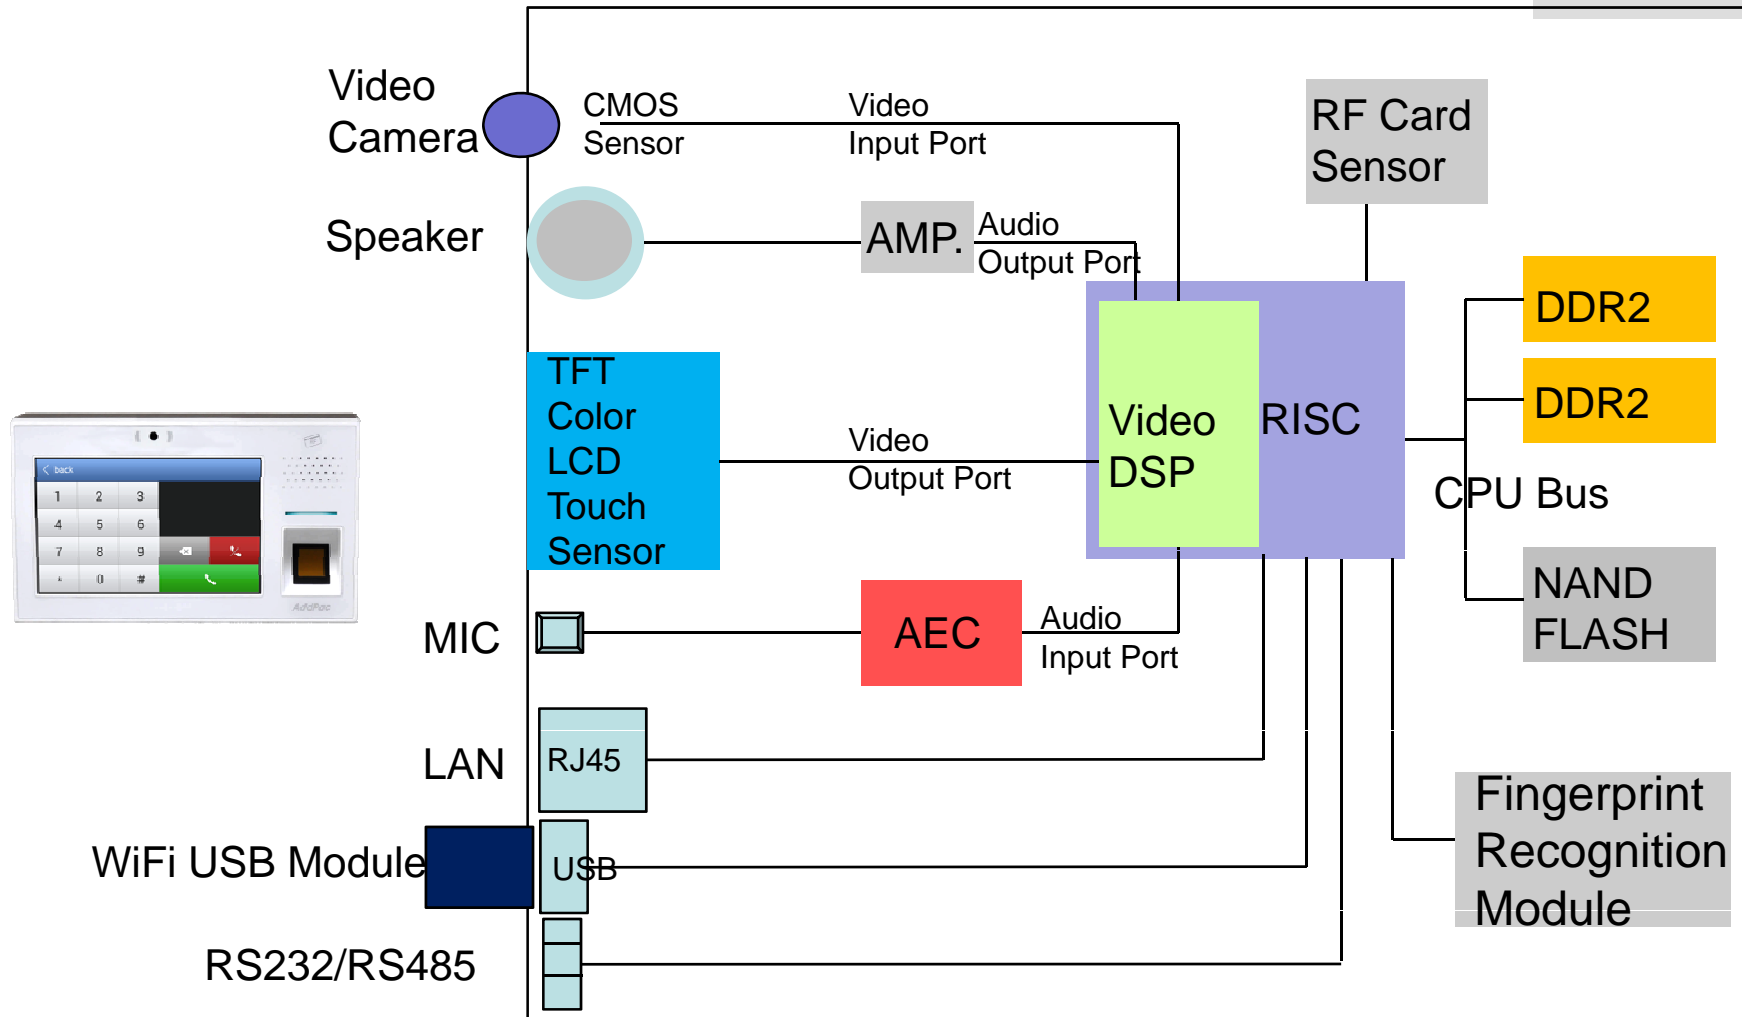 Video
Camera
CMOS
Sensor
Video
Input Port
RF Card
Sensor
Speaker
AMP.
Audio
Output Port
DDR2
DDR2
TFT
Color
LCD
Touch
Sensor
Video
Output Port
Video
DSP
RISC
CPU Bus
NAND
FLASH
< back
1 2 3
4 5 6
7 8 9
* 0 #
AddPac
MIC
AEC
Audio
Input Port
LAN
RJ45
WiFi USB Module
USB
Fingerprint
Recognition
Module
RS232/RS485